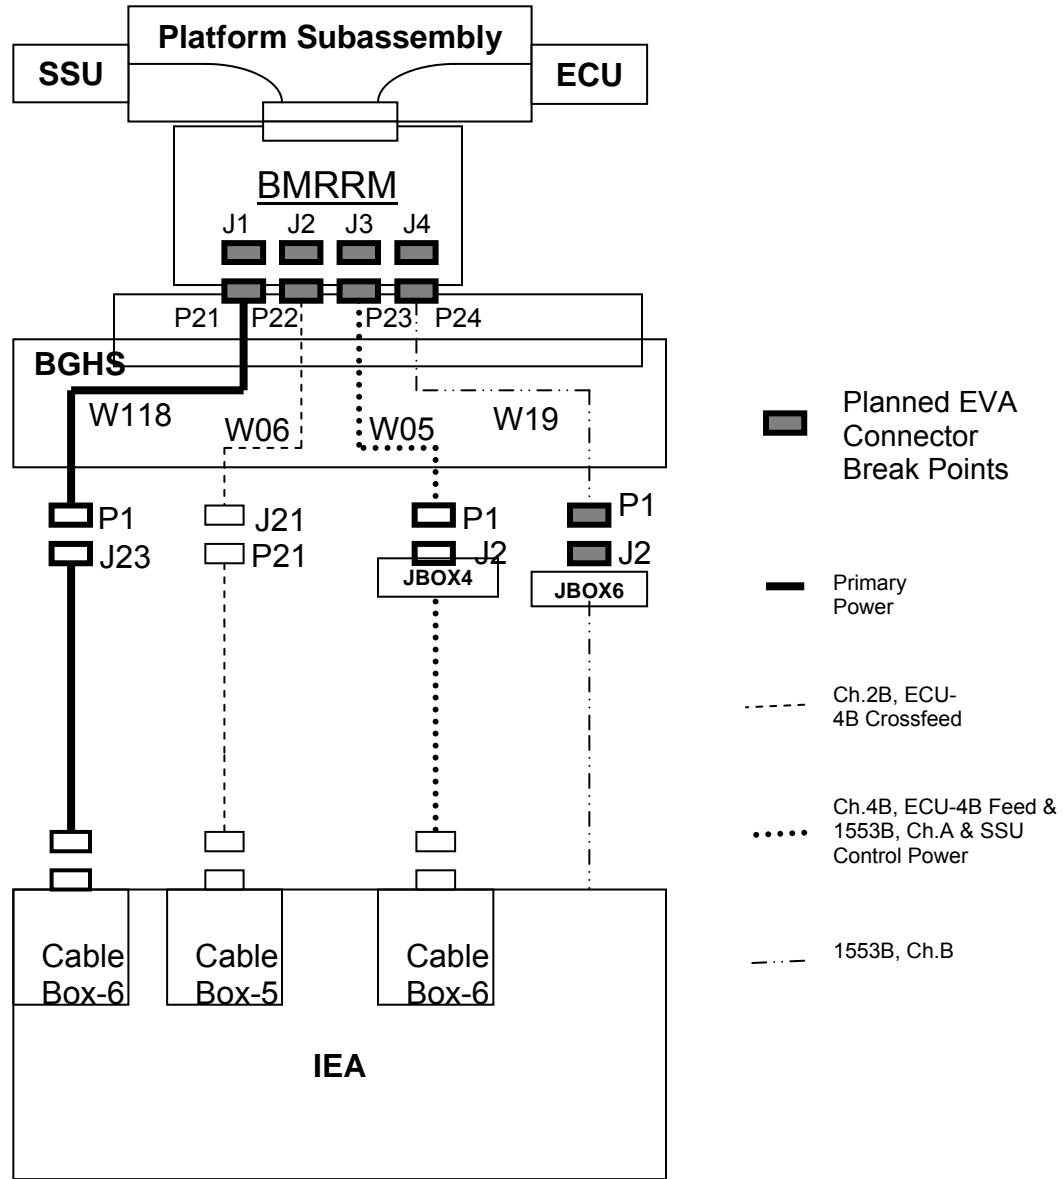 Platform Subassembly
SSU
ECU
BMRRM
J1 J2 J3 J4
P21 P22 P23 P24
BGHS
W118
W06
W05
W19
P1
J23
J21
P21
P1
J2
JBOX4
P1
J2
JBOX6
Cable
Box-6
Cable
Box-5
Cable
Box-6
IEA
Planned EVA
Connector
Break Points
Primary
Power
Ch.2B, ECU-
4B Crossfeed
Ch.4B, ECU-4B Feed &
1553B, Ch.A & SSU
Control Power
1553B, Ch.B